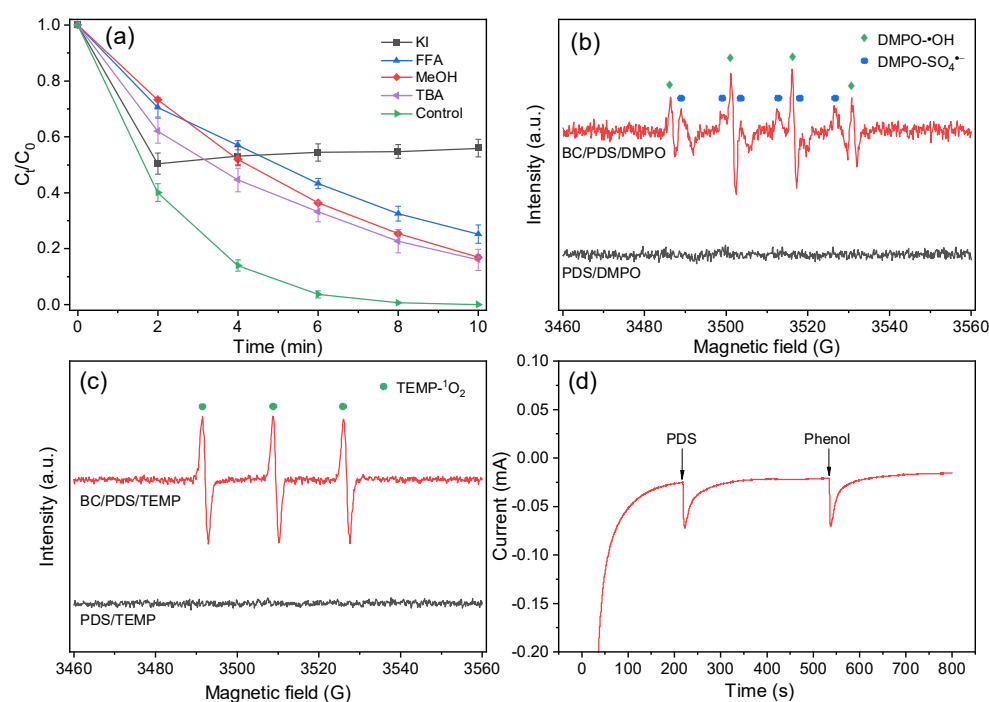 (a)
KI
FFA
MeOH
TBA
Control
1.0
0.8
0.6
0.4
0.2
0.0
Cₜ/C₀
0 2 4 6 8 10
Time (min)
(b)
DMPO-•OH
DMPO-SO₄•⁻
BC/PDS/DMPO
PDS/DMPO
Intensity (a.u.)
3460 3480 3500 3520 3540 3560
Magnetic field (G)
(c)
TEMP-¹O₂
BC/PDS/TEMP
PDS/TEMP
Intensity (a.u.)
3460 3480 3500 3520 3540 3560
Magnetic field (G)
(d)
0.10
0.05
0.00
-0.05
-0.10
-0.15
-0.20
Current (mA)
PDS
Phenol
0 100 200 300 400 500 600 700 800
Time (s)